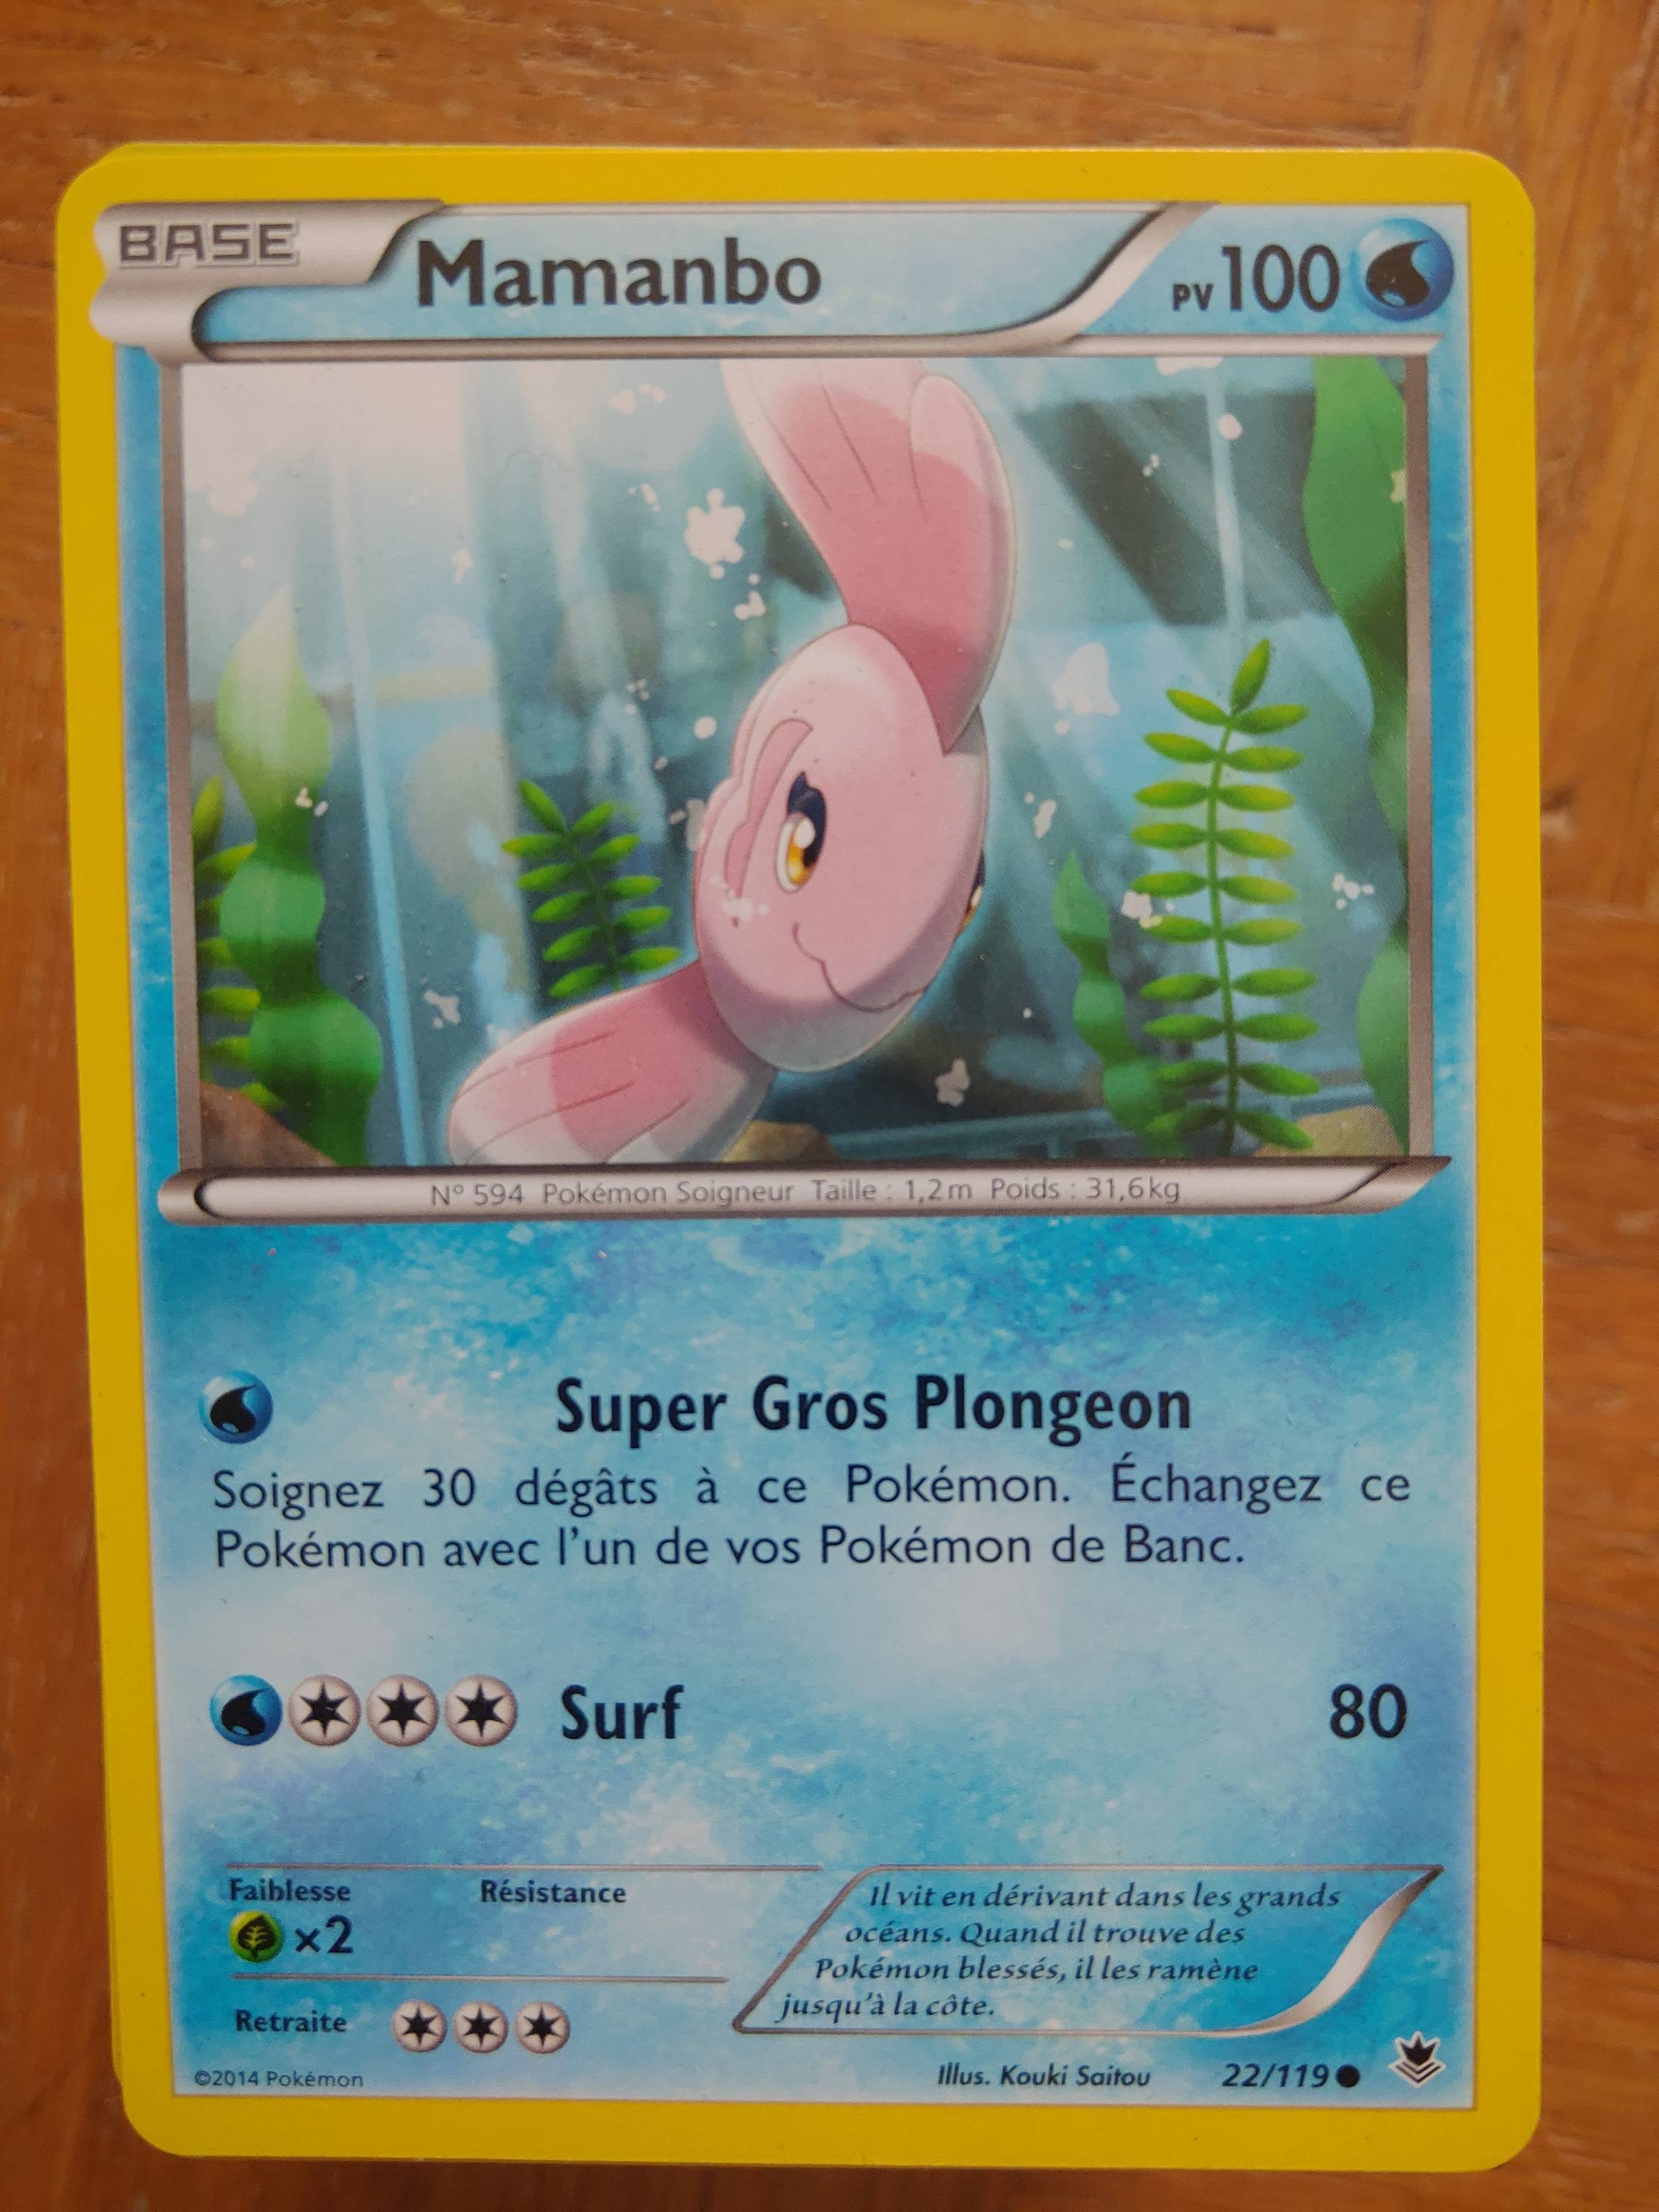 BASE
Mamanbo
PV100
N° 594 Pokémon Soigneur Taille : 1,2m Poids : 31,6kg
Super Gros Plongeon
Soignez 30 dégâts à ce Pokémon. Échangez ce
Pokémon avec l'un de vos Pokémon de Banc.
Surf 80
Faiblesse Résistance
×2
Retraite
Il vit en dérivant dans les grands
océans. Quand il trouve des
Pokémon blessés, il les ramène
jusqu'à la côte.
©2014 Pokémon
Illus. Kouki Saitou 22/119